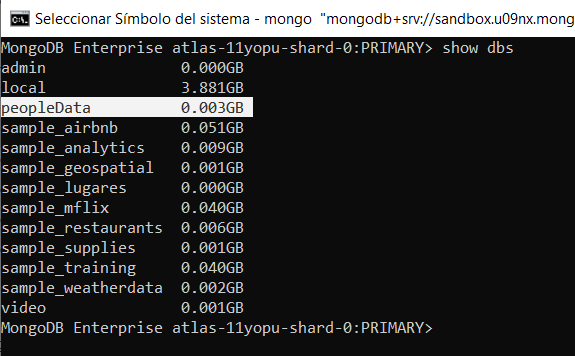 Seleccionar Símbolo del sistema - mongo "mongodb+srv://sandbox.u09nx.mong
MongoDB Enterprise atlas-11yopu-shard-0:PRIMARY> show dbs
admin 0.000GB
local 3.881GB
peopleData 0.003GB
sample_airbnb 0.051GB
sample_analytics 0.009GB
sample_geospatial 0.001GB
sample_lugares 0.000GB
sample_mflix 0.040GB
sample_restaurants 0.006GB
sample_supplies 0.001GB
sample_training 0.040GB
sample_weatherdata 0.002GB
video 0.001GB
MongoDB Enterprise atlas-11yopu-shard-0:PRIMARY>